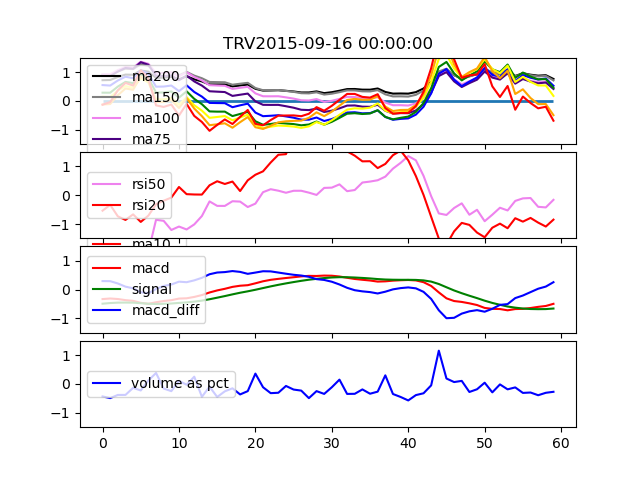 TRV2015-09-16 00:00:00
1
0
−1
ma200
ma150
ma100
ma75
1
0
−1
rsi50
rsi20
ma10
1
0
−1
macd
signal
macd_diff
1
0
−1
volume as pct
0 10 20 30 40 50 60